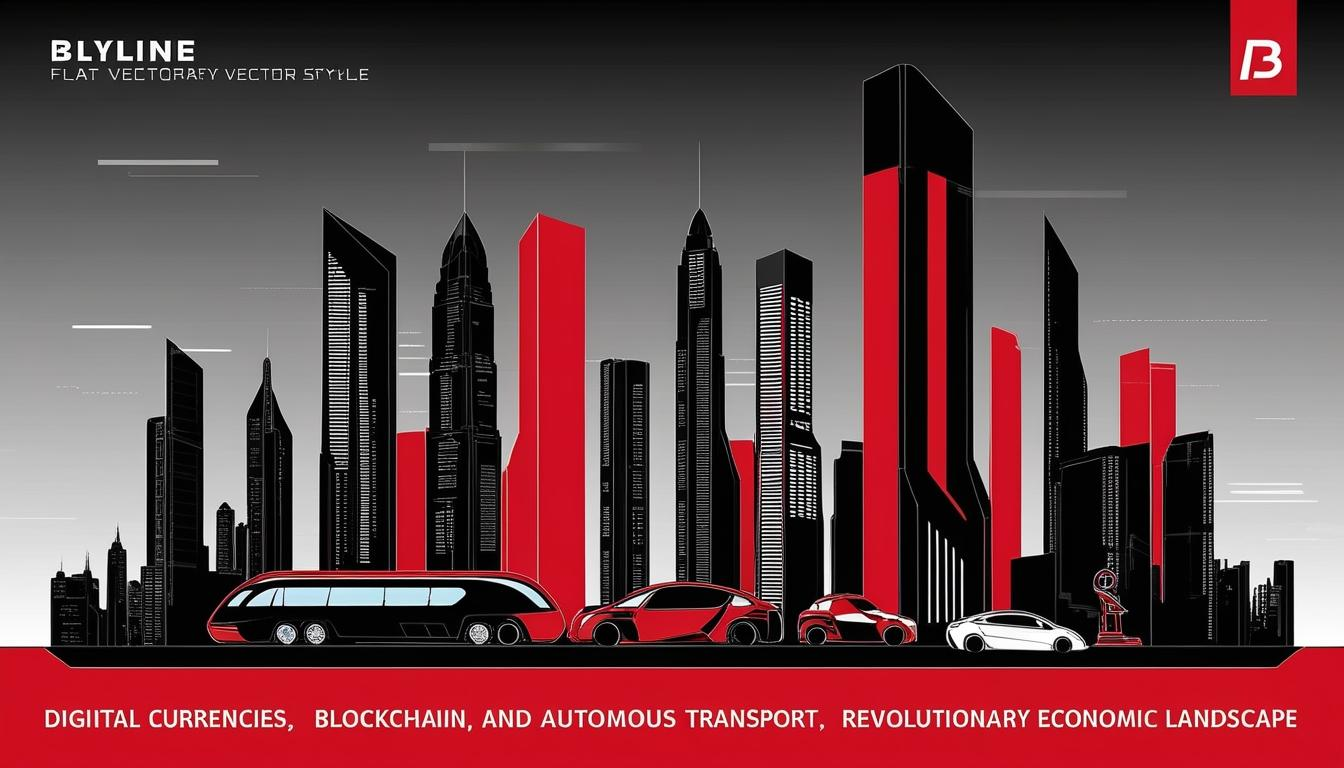 BLYLINE
FLAT VECTORAFY VECTOR STYLE
B
DIGIITAL CURRENCIES, BLOCKCHAIIN, AND AUTOMOUS TRANSPORT, REVOLUTIONARY ECONOMIC LANDSCAPE